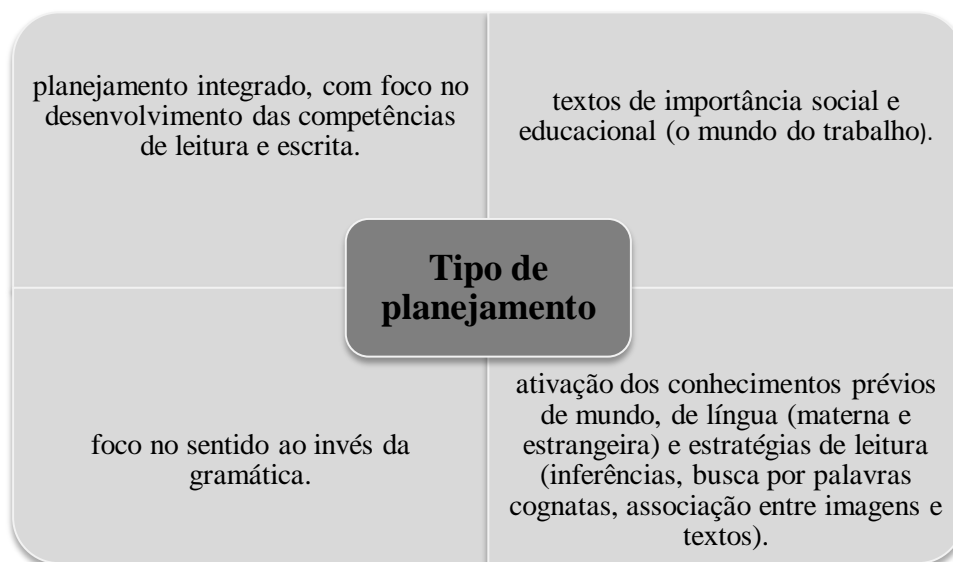 planejamento integrado, com foco no
desenvolvimento das competências
de leitura e escrita.
textos de importância social e
educacional (o mundo do trabalho).
Tipo de
planejamento
foco no sentido ao invés da
gramática.
ativação dos conhecimentos prévios
de mundo, de língua (materna e
estrangeira) e estratégias de leitura
(inferências, busca por palavras
cognatas, associação entre imagens e
textos).